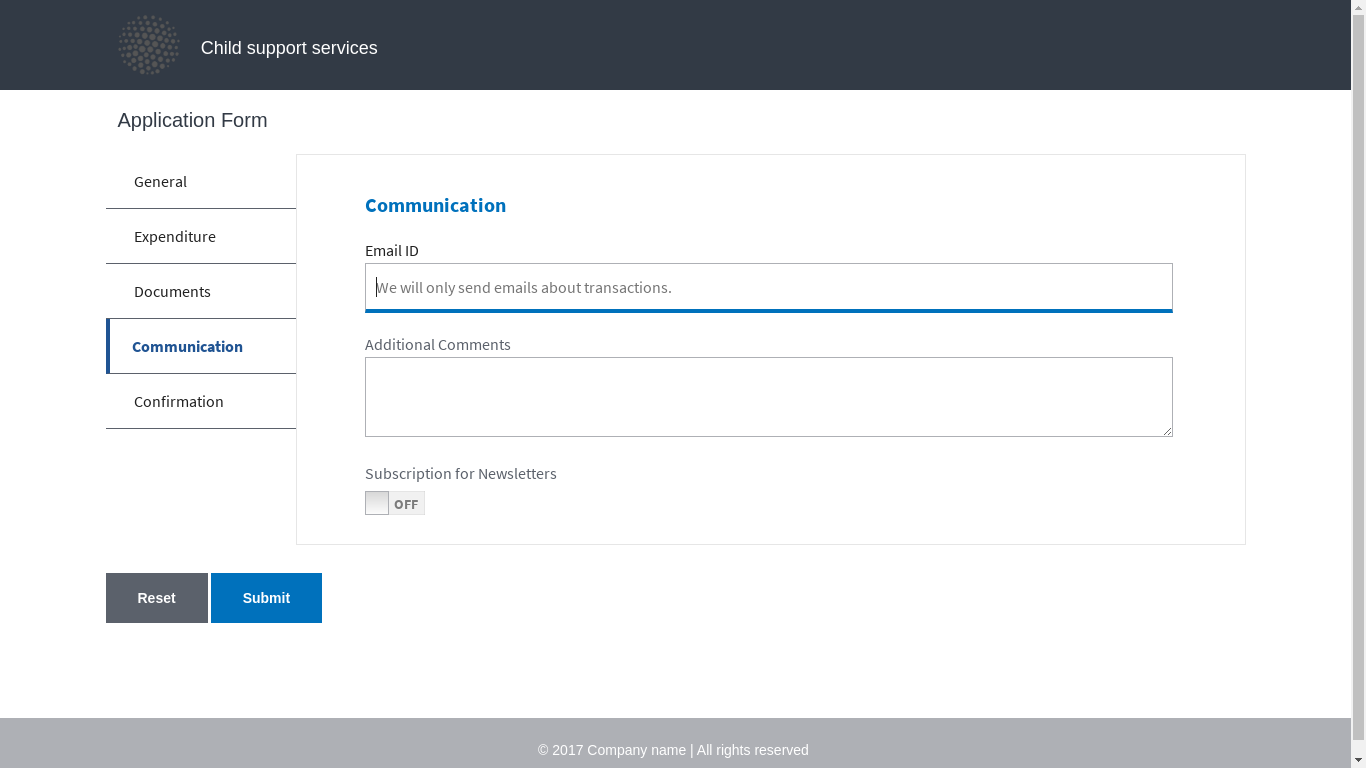 Child support services
Application Form
General
Expenditure
Documents
Communication
Confirmation
Communication
Email ID
We will only send emails about transactions.
Additional Comments
Subscription for Newsletters
OFF
Reset
Submit
© 2017 Company name | All rights reserved